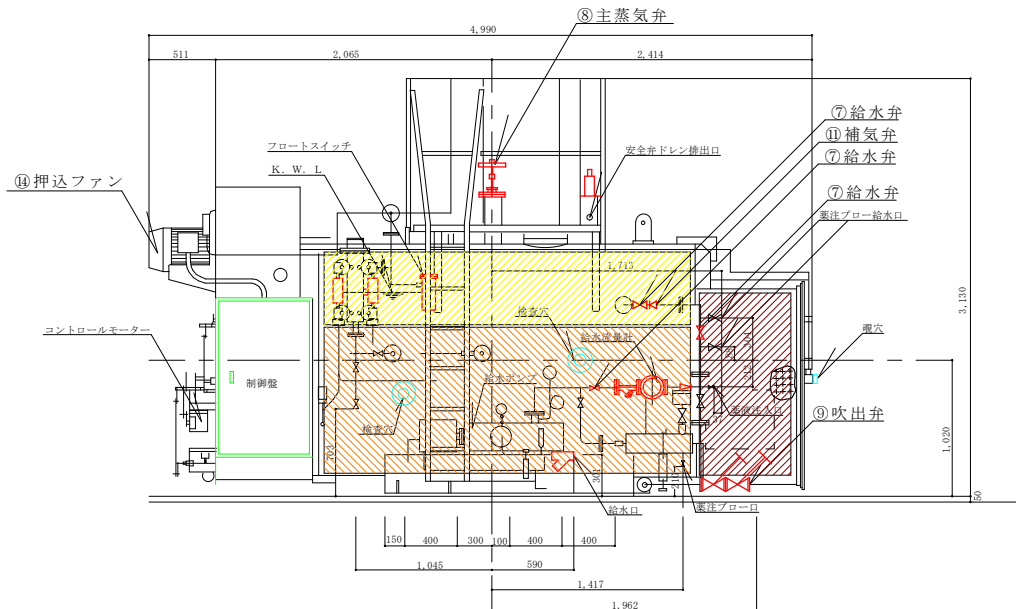 ⑧主蒸気弁
4,990
511
2,065
2,414
⑦給水弁
⑪補気弁
⑦給水弁
フロートスイッチ
安全弁ドレン排出口
K. W. L
⑭押込ファン
⑦給水弁
薬注ブロー給水口
1,713
3,130
検査穴
給水流量計
コントロールモーター
覗穴
制御盤
給水ポンプ
薬液注入口
検査穴
⑨吹出弁
1,020
703
301
210
50
給水口
薬注ブロー口
150
400
300
100
400
400
1,045
590
1,417
1,962